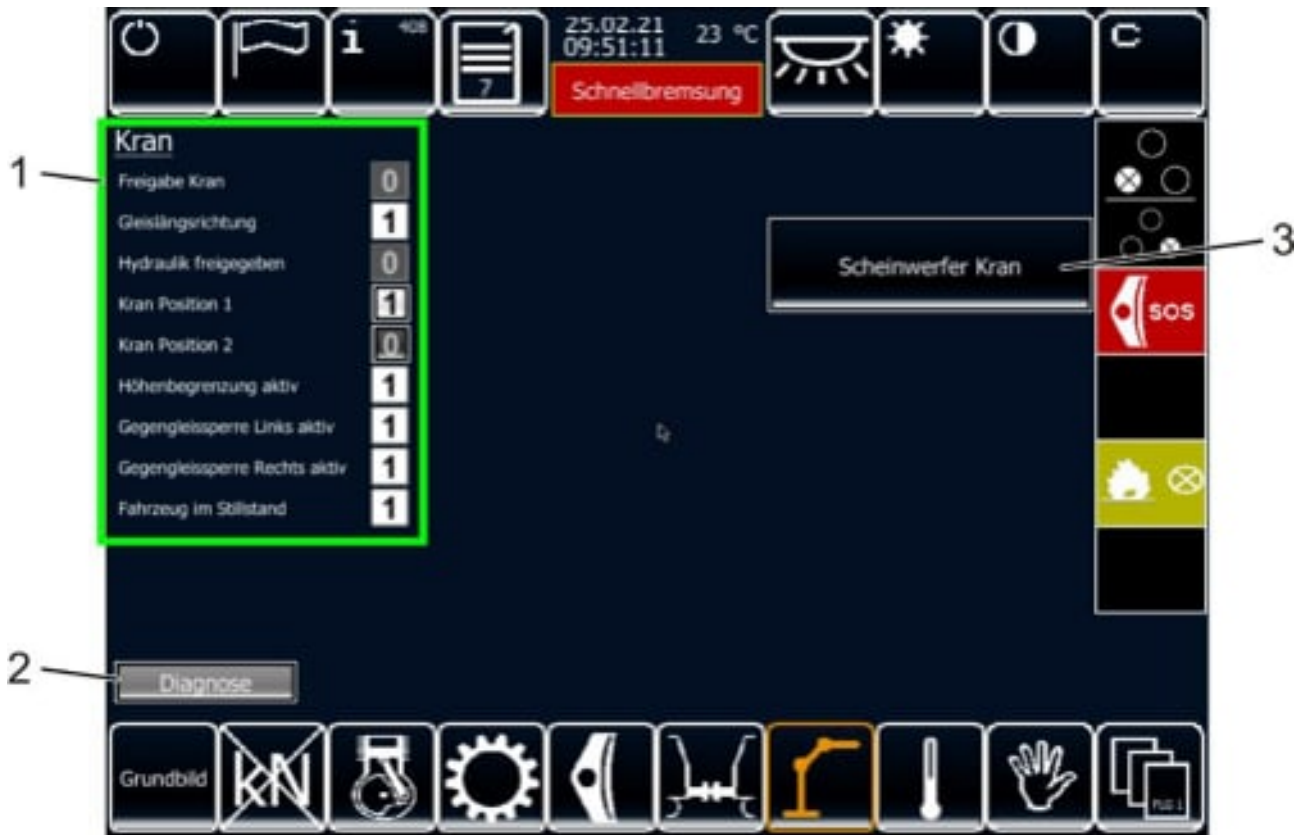 408
25.02.21 23 °C
09:51:11
i
C
7
Schnellbremsung
Kran
1
Freigabe Kran 0
Gleislängsrichtung 1
Hydraulik freigegeben 0
Kran Position 1 1
Kran Position 2 0
Höhenbegrenzung aktiv 1
Gegengleissperre Links aktiv 1
Gegengleissperre Rechts aktiv 1
Fahrzeug im Stillstand 1
Scheinwerfer Kran
3
SOS
2
Diagnose
Grundbild
kN
FLG 1